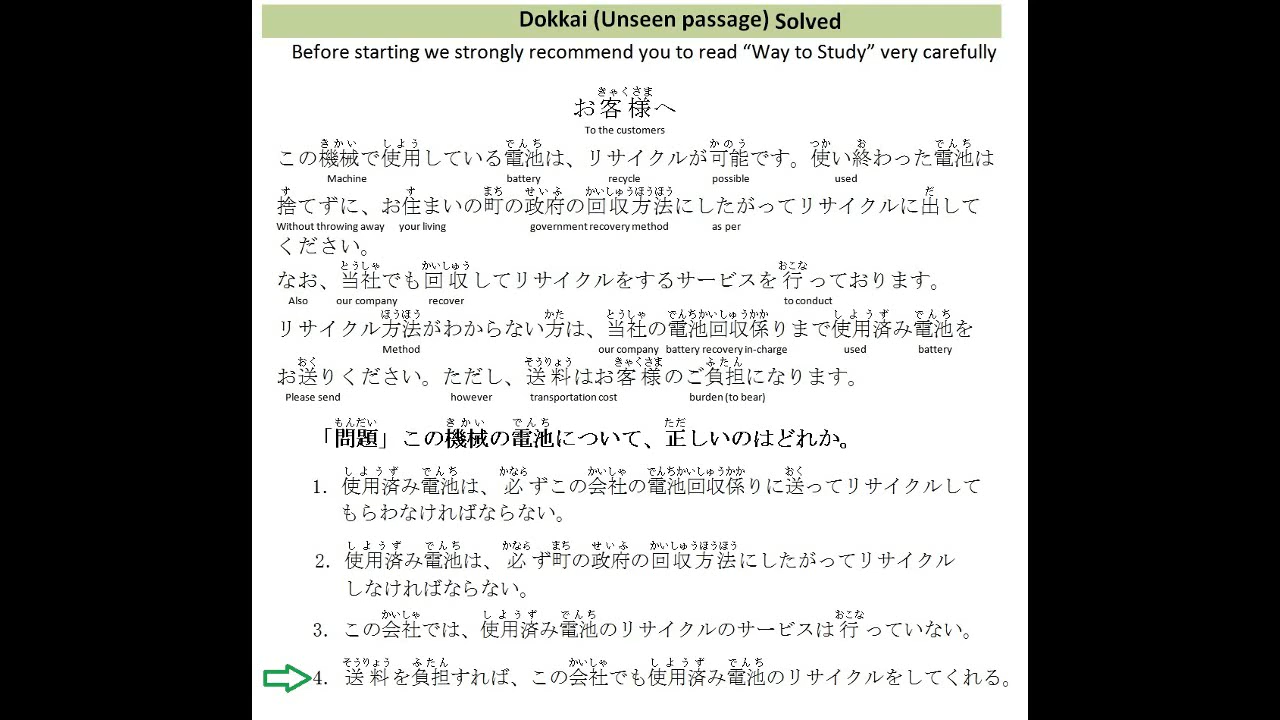 Dokkai (Unseen passage) Solved
Before starting we strongly recommend you to read “Way to Study” very carefully
きゃくさま
お客様へ
To the customers
きかい しよう でんち かのう つか お でんち
この機械で使用している電池は、リサイクルが可能です。使い終わった電池は
Machine battery recycle possible used
す す まち せいふ かいしゅうほうほう だ
捨てずに、お住まいの町の政府の回収方法にしたがってリサイクルに出して
Without throwing away your living government recovery method as per
ください。
とうしゃ かいしゅう おこな
なお、当社でも回収してリサイクルをするサービスを行っております。
Also our company recover to conduct
ほうほう かた とうしゃ でんちかいしゅうかか しようず でんち
リサイクル方法がわからない方は、当社の電池回収係りまで使用済み電池を
Method our company battery recovery in-charge used battery
おく そうりょう きゃくさま ふたん
お送りください。ただし、送料はお客様のご負担になります。
Please send however transportation cost burden (to bear)
もんだい きかい でんち ただ
「問題」この機械の電池について、正しいのはどれか。
しようず でんち かなら かいしゃ でんちかいしゅうかか おく
1. 使用済み電池は、必ずこの会社の電池回収係りに送ってリサイクルして
もらわなければならない。
しようず でんち かなら まち せいふ かいしゅうほうほう
2. 使用済み電池は、必ず町の政府の回収方法にしたがってリサイクル
しなければならない。
かいしゃ しようず でんち おこな
3. この会社では、使用済み電池のリサイクルのサービスは行っていない。
そうりょう ふたん かいしゃ しようず でんち
4. 送料を負担すれば、この会社でも使用済み電池のリサイクルをしてくれる。